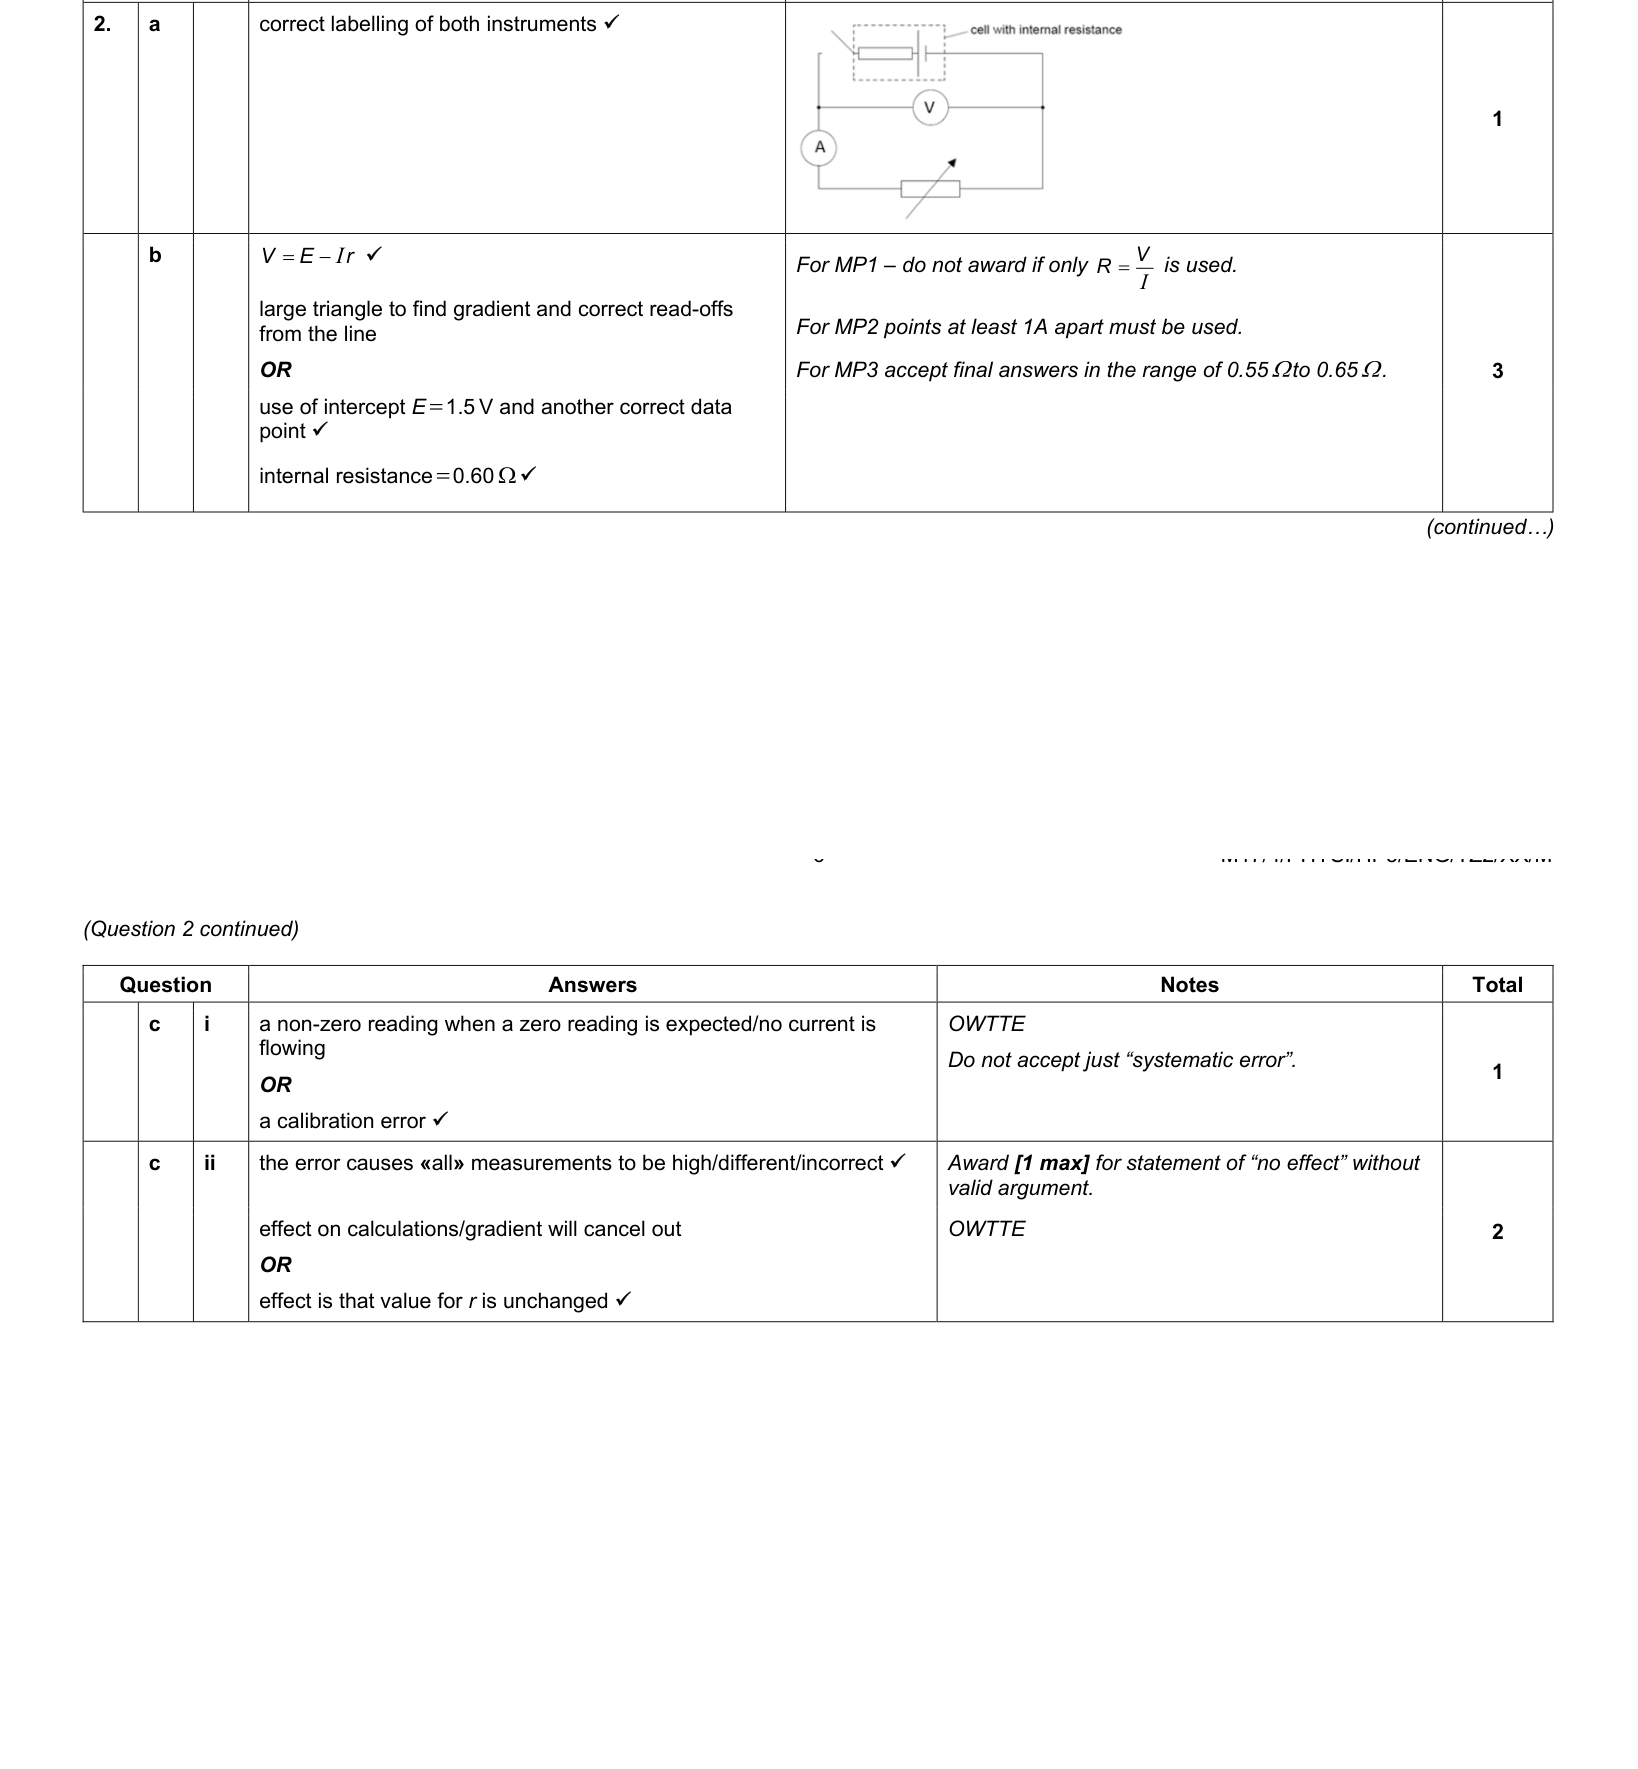 2. a correct labelling of both instruments ✓
cell with internal resistance
V
A
1
b V = E − Ir ✓
large triangle to find gradient and correct read-offs
from the line
OR
use of intercept E = 1.5 V and another correct data
point ✓
internal resistance = 0.60 Ω ✓
For MP1 – do not award if only R = V/I is used.
For MP2 points at least 1A apart must be used.
For MP3 accept final answers in the range of 0.55 Ω to 0.65 Ω.
3
(continued…)
(Question 2 continued)
Question Answers Notes Total
c i a non-zero reading when a zero reading is expected/no current is
flowing
OR
a calibration error ✓
OWTTE
Do not accept just “systematic error”.
1
c ii the error causes «all» measurements to be high/different/incorrect ✓
effect on calculations/gradient will cancel out
OR
effect is that value for r is unchanged ✓
Award [1 max] for statement of “no effect” without
valid argument.
OWTTE
2